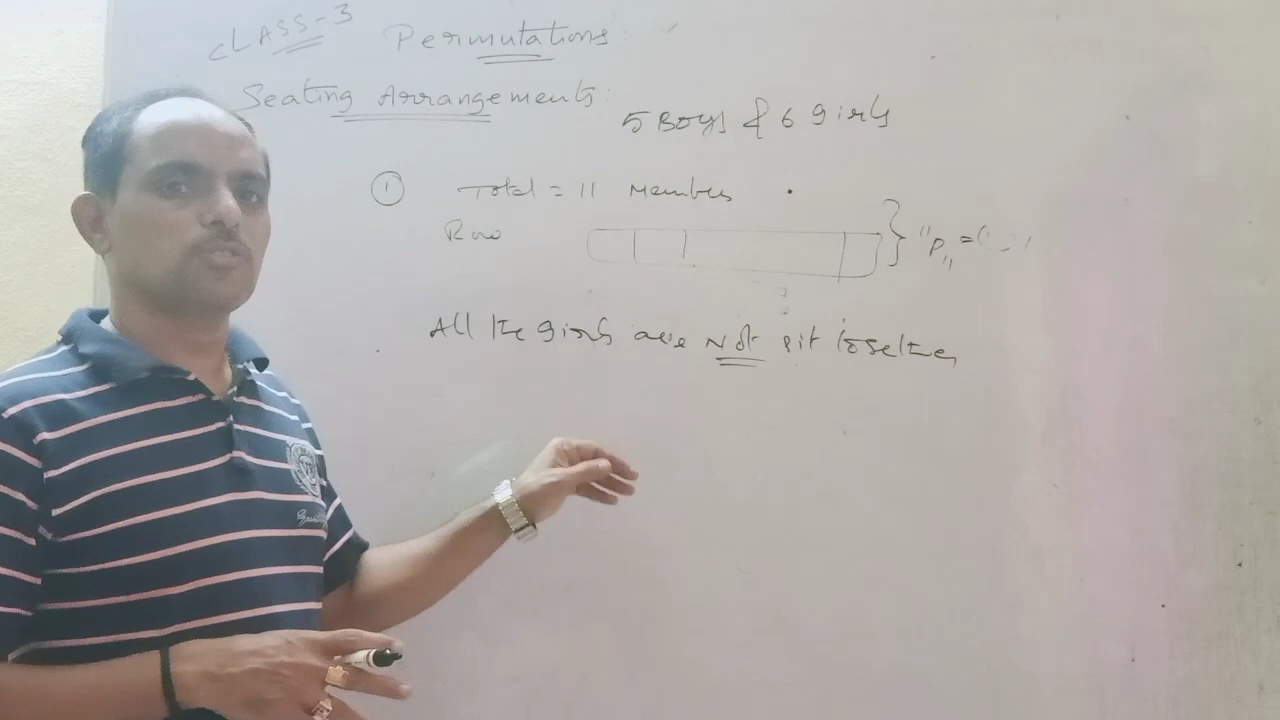 CLASS-3 Permutations:
Seating Arrangements:
5 Boys & 6 girls
① Total = 11 Members
Row } ¹¹P₁₁ =
All the girls are Not sit together